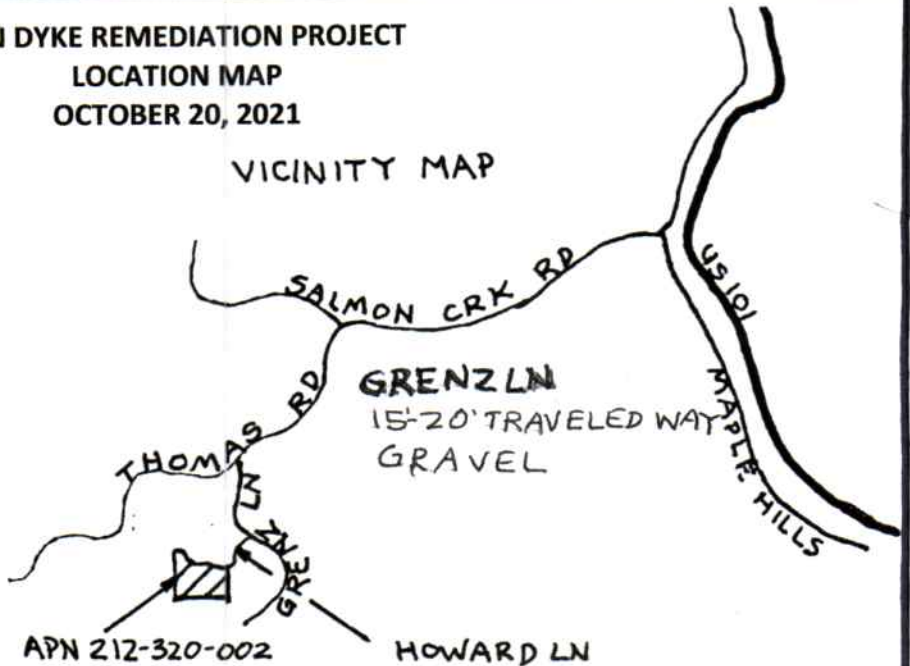 N DYKE REMEDIATION PROJECT
LOCATION MAP
OCTOBER 20, 2021
VICINITY MAP
SALMON CRK RD
US 101
GRENZ LN
15'-20' TRAVELED WAY
GRAVEL
THOMAS RD
MAPLE HILLS
GRENZ LN
APN 212-320-002
HOWARD LN